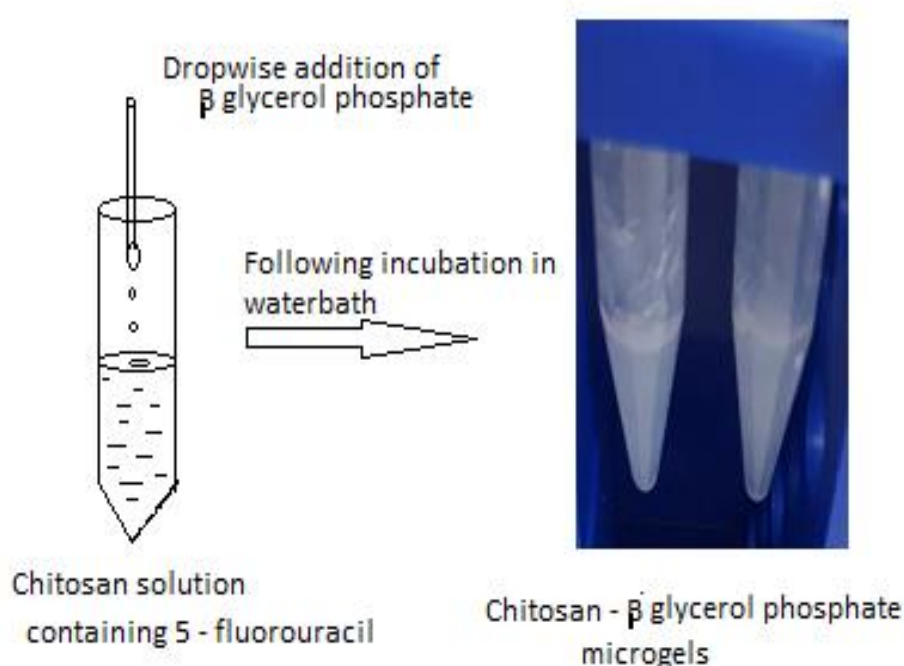 Dropwise addition of
β glycerol phosphate
Following incubation in
waterbath
Chitosan solution
containing 5 - fluorouracil
Chitosan - β glycerol phosphate
microgels